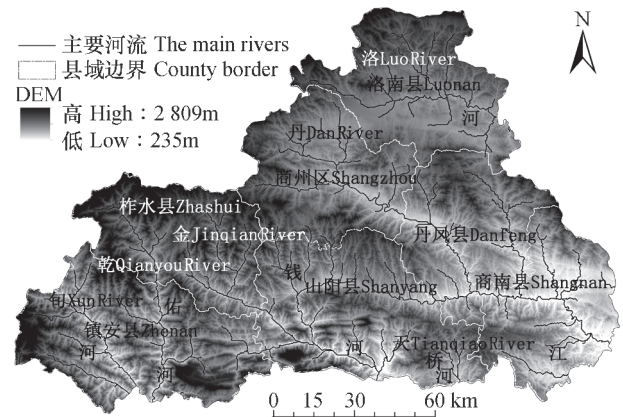 N
主要河流 The main rivers
县域边界 County border
DEM
高 High：2 809m
低 Low：235m
洛LuoRiver
洛南县Luonan
河
丹DanRiver
商州区Shangzhou
柞水县Zhashui
金JinqianRiver
丹凤县Danfeng
乾QianyouRiver
钱
山阳县Shanyang
商南县Shangnan
旬XunRiver
佑
镇安县Zhenan
河
河
河
天TianqiaoRiver
桥
河
江
0 15 30 60 km